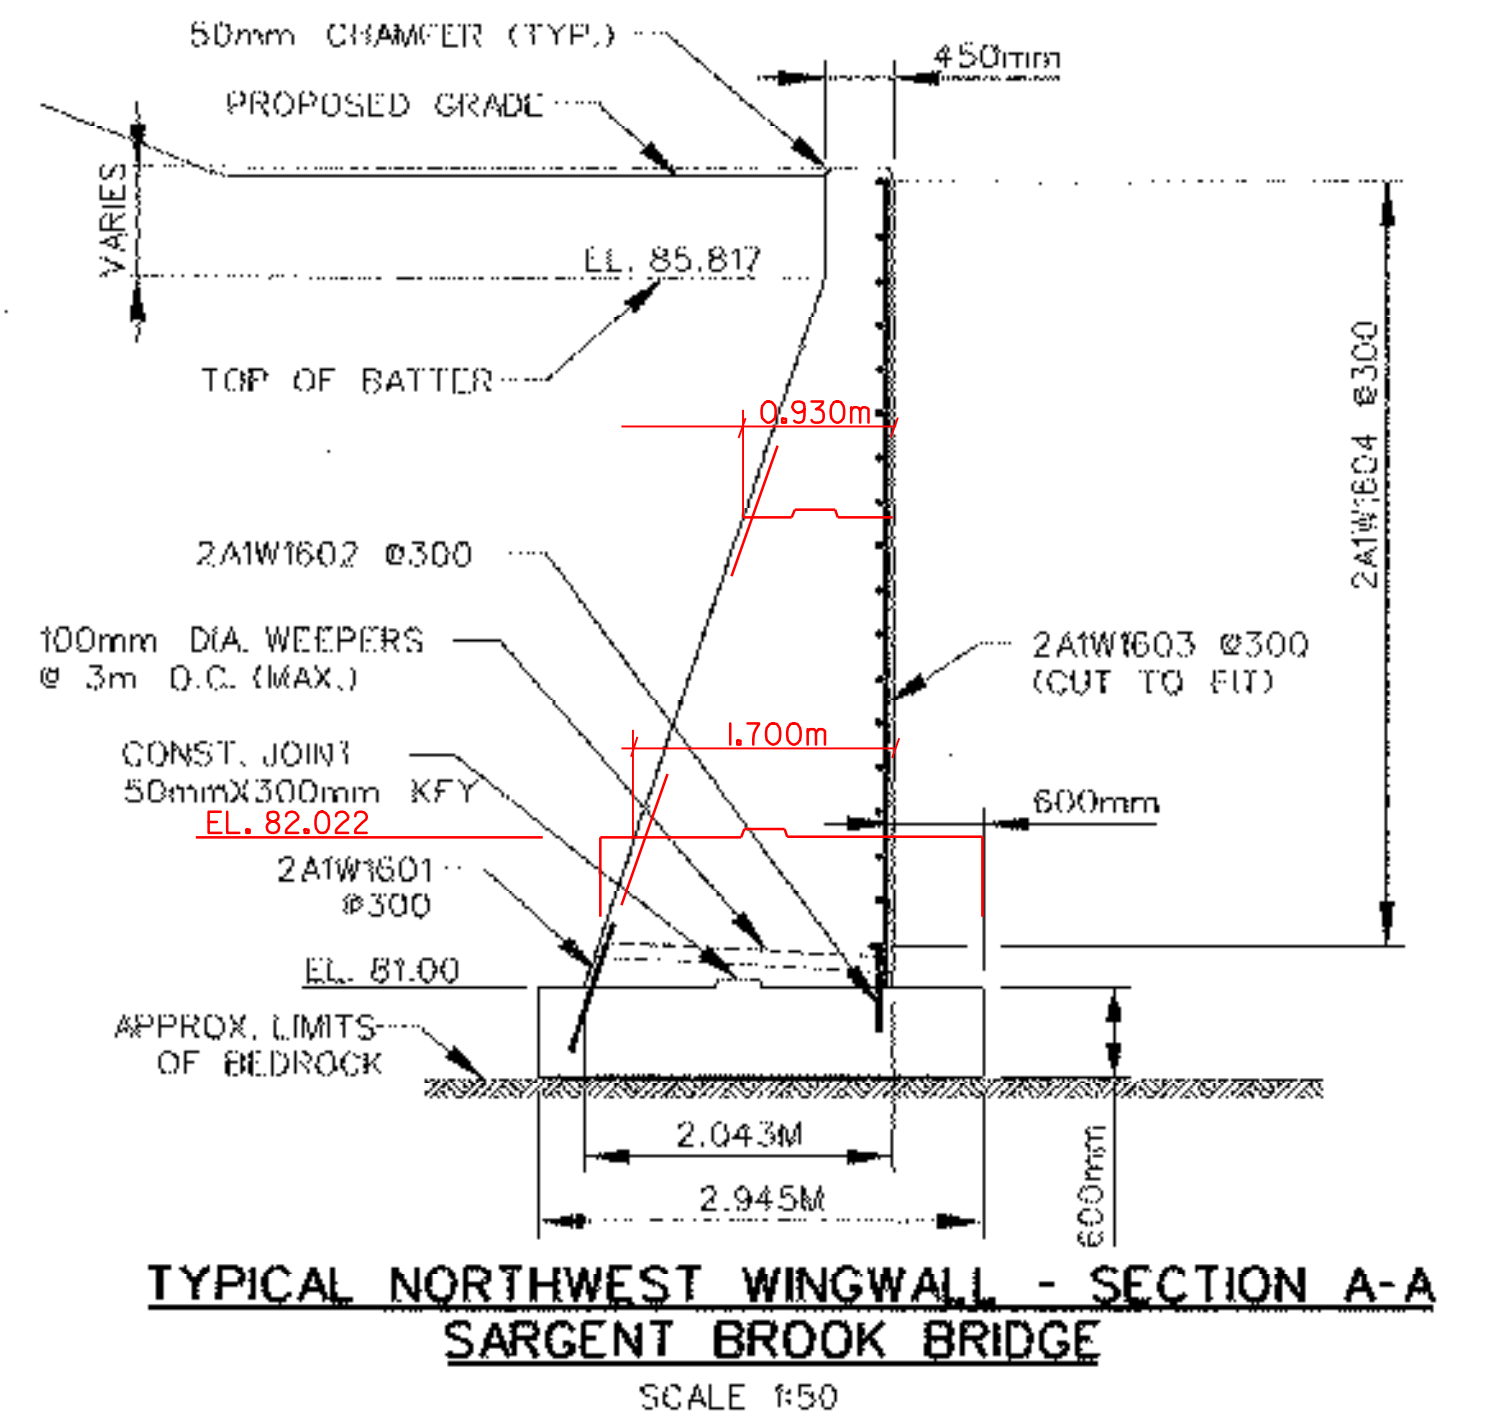 50mm CHAMFER (TYP.)
450mm
PROPOSED GRADE
VARIES
EL. 85.817
TOP OF BATTER
0.930m
2A1W1604 @300
2A1W1602 @300
100mm DIA. WEEPERS
@ 3m O.C. (MAX.)
2A1W1603 @300
(CUT TO FIT)
1.700m
CONST. JOINT
50mmX300mm KEY
600mm
EL. 82.022
2A1W1601
@300
EL. 81.00
APPROX. LIMITS
OF BEDROCK
2.043M
600mm
2.945M
TYPICAL NORTHWEST WINGWALL - SECTION A-A
SARGENT BROOK BRIDGE
SCALE 1:50